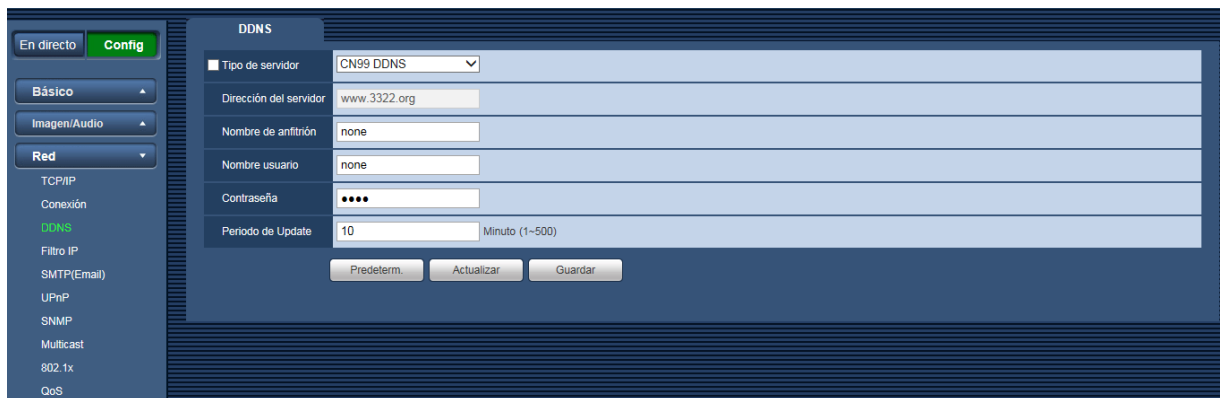 DDNS
En directo Config
Tipo de servidor CN99 DDNS
Básico
Dirección del servidor www.3322.org
Imagen/Audio
Nombre de anfitrión none
Red
Nombre usuario none
TCP/IP
Conexión
Contraseña ••••
DDNS
Periodo de Update 10 Minuto (1~500)
Filtro IP
SMTP(Email)
Predeterm. Actualizar Guardar
UPnP
SNMP
Multicast
802.1x
QoS